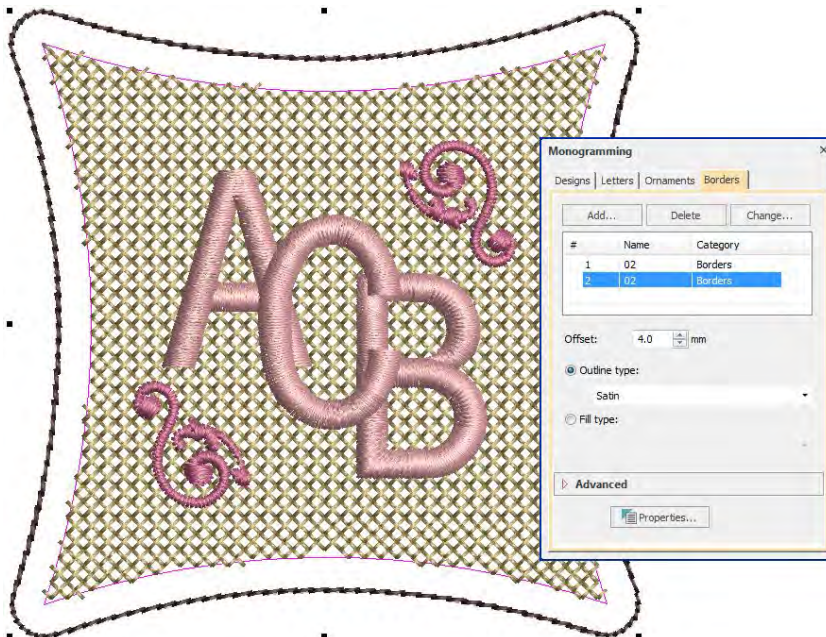 Monogramming
Designs Letters Ornaments Borders
Add... Delete Change...
# Name Category
1 02 Borders
2 02 Borders
Offset: 4.0 mm
Outline type:
Satin
Fill type:
Advanced
Properties...
A O B